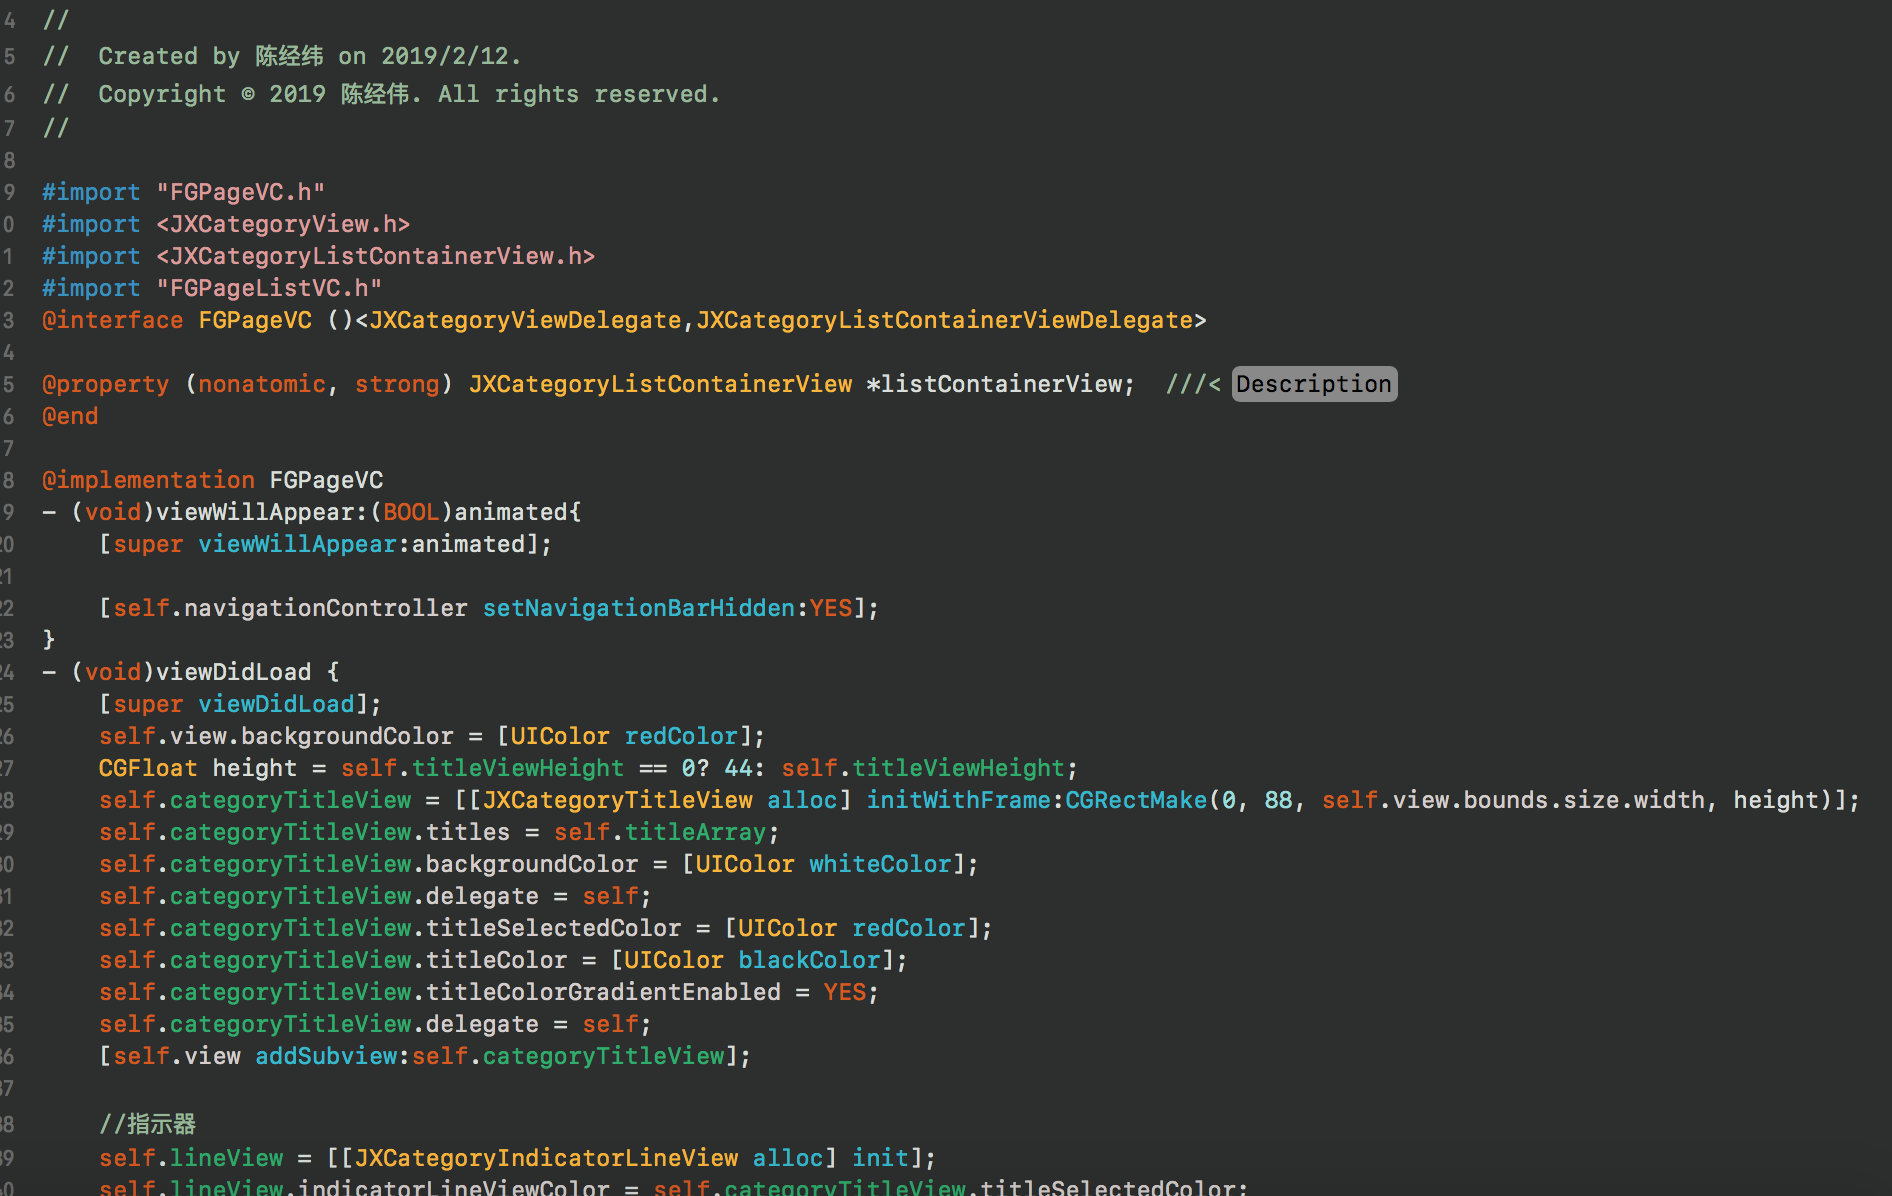 4 //
5 //  Created by 陈经纬 on 2019/2/12.
6 //  Copyright © 2019 陈经伟. All rights reserved.
7 //
8
9 #import "FGPageVC.h"
0 #import <JXCategoryView.h>
1 #import <JXCategoryListContainerView.h>
2 #import "FGPageListVC.h"
3 @interface FGPageVC ()<JXCategoryViewDelegate,JXCategoryListContainerViewDelegate>
4
5 @property (nonatomic, strong) JXCategoryListContainerView *listContainerView;  ///< Description
6 @end
7
8 @implementation FGPageVC
9 - (void)viewWillAppear:(BOOL)animated{
20     [super viewWillAppear:animated];
21
22     [self.navigationController setNavigationBarHidden:YES];
23 }
24 - (void)viewDidLoad {
25     [super viewDidLoad];
26     self.view.backgroundColor = [UIColor redColor];
27     CGFloat height = self.titleViewHeight == 0? 44: self.titleViewHeight;
28     self.categoryTitleView = [[JXCategoryTitleView alloc] initWithFrame:CGRectMake(0, 88, self.view.bounds.size.width, height)];
29     self.categoryTitleView.titles = self.titleArray;
30     self.categoryTitleView.backgroundColor = [UIColor whiteColor];
31     self.categoryTitleView.delegate = self;
32     self.categoryTitleView.titleSelectedColor = [UIColor redColor];
33     self.categoryTitleView.titleColor = [UIColor blackColor];
34     self.categoryTitleView.titleColorGradientEnabled = YES;
35     self.categoryTitleView.delegate = self;
36     [self.view addSubview:self.categoryTitleView];
37
38     //指示器
39     self.lineView = [[JXCategoryIndicatorLineView alloc] init];
40     self.lineView.indicatorLineViewColor = self.categoryTitleView.titleSelectedColor;